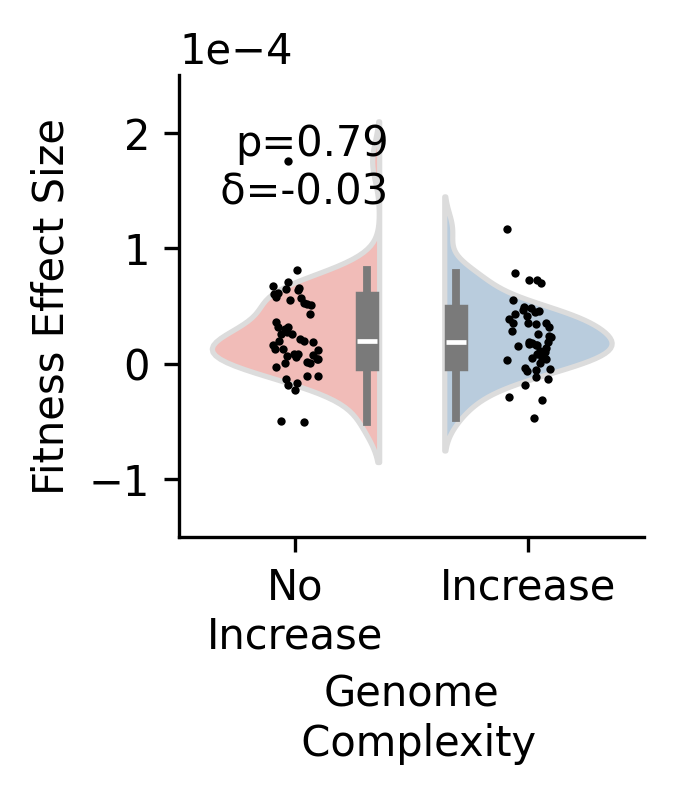 1e−4
Fitness Effect Size
2
1
0
−1
p=0.79
δ=-0.03
No
Increase
Increase
Genome
Complexity